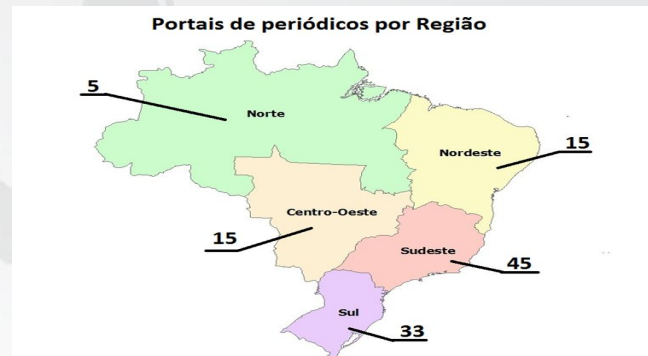 Portais de periódicos por Região
5
Norte
Nordeste
15
Centro-Oeste
15
Sudeste
45
Sul
33